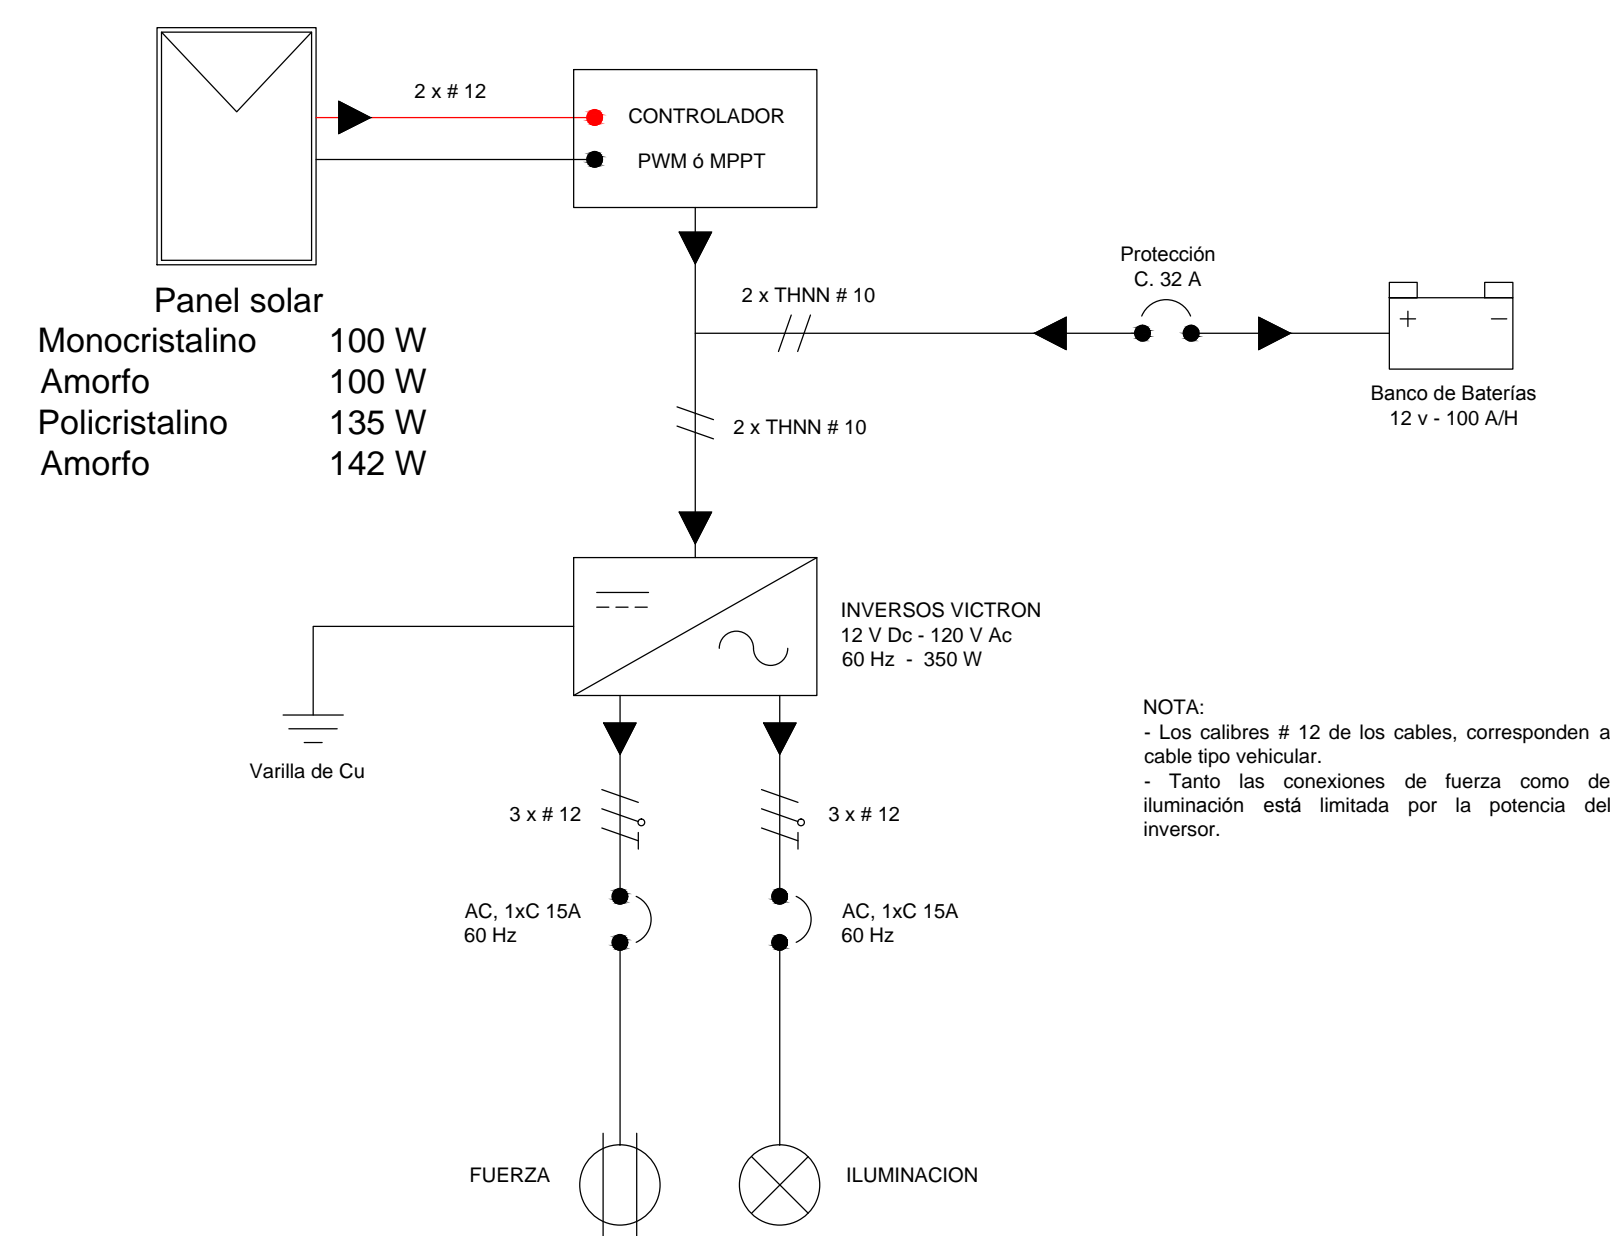 2 x # 12
CONTROLADOR
PWM ó MPPT
Panel solar
Monocristalino 100 W
Amorfo 100 W
Policristalino 135 W
Amorfo 142 W
2 x THNN # 10
Protección
C. 32 A
+ −
Banco de Baterías
12 v - 100 A/H
2 x THNN # 10
INVERSOS VICTRON
12 V Dc - 120 V Ac
60 Hz - 350 W
Varilla de Cu
NOTA:
- Los calibres # 12 de los cables, corresponden a
cable tipo vehicular.
- Tanto las conexiones de fuerza como de
iluminación está limitada por la potencia del
inversor.
3 x # 12
3 x # 12
AC, 1xC 15A
60 Hz
AC, 1xC 15A
60 Hz
FUERZA
ILUMINACION